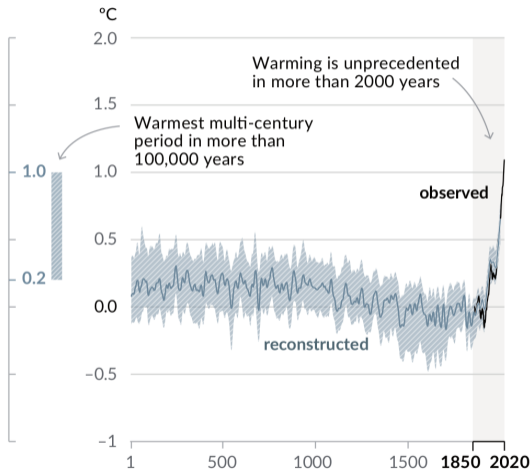 °C
2.0
Warming is unprecedented
in more than 2000 years
1.5
Warmest multi-century
period in more than
100,000 years
1.0
1.0
observed
0.5
0.2
0.0
reconstructed
−0.5
−1
1 500 1000 1500 1850 2020